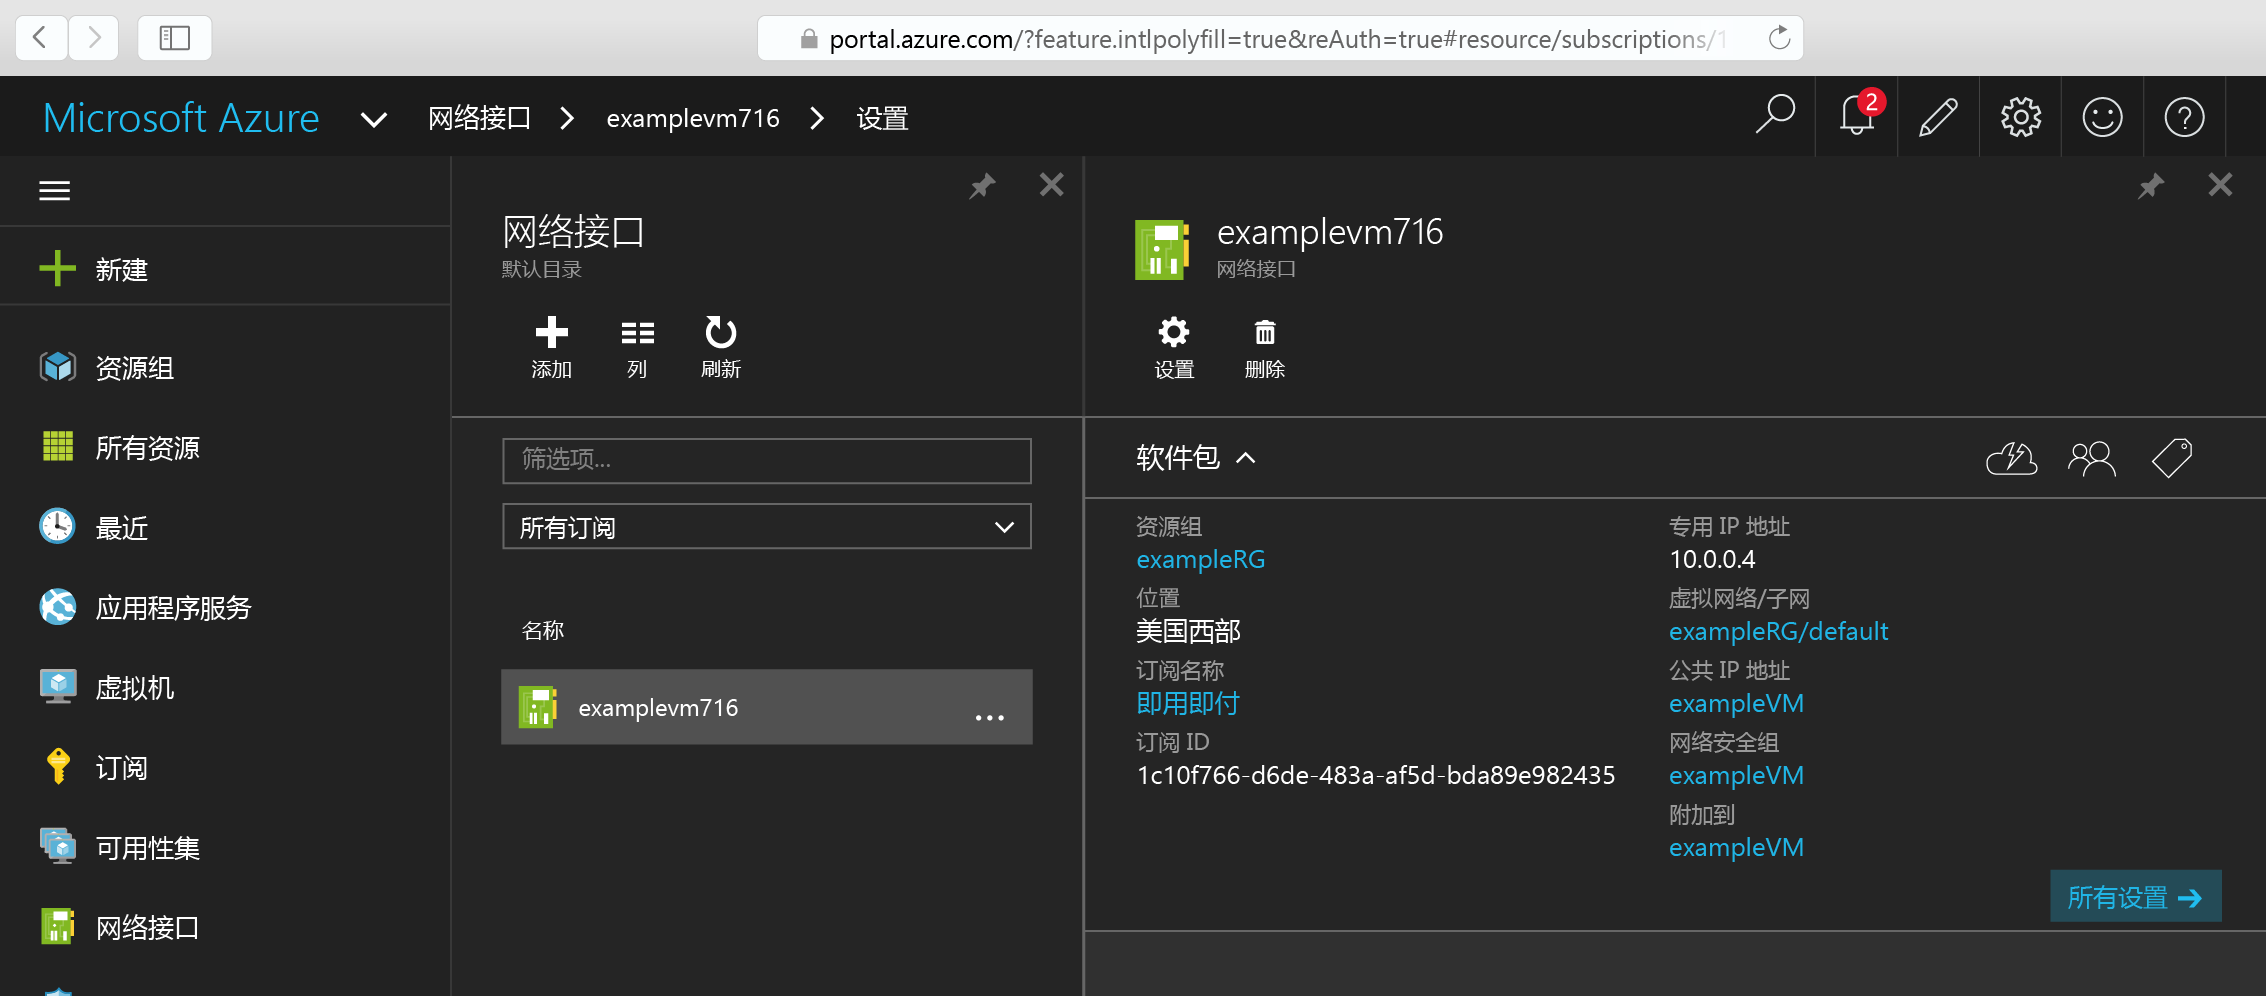 portal.azure.com/?feature.intlpolyfill=true&reAuth=true#resource/subscriptions/1
Microsoft Azure 网络接口 examplevm716 设置
2
新建
资源组
所有资源
最近
应用程序服务
虚拟机
订阅
可用性集
网络接口
网络接口
默认目录
添加 列 刷新
筛选项...
所有订阅
名称
examplevm716
...
examplevm716
网络接口
设置 删除
软件包
资源组
exampleRG
位置
美国西部
订阅名称
即用即付
订阅 ID
1c10f766-d6de-483a-af5d-bda89e982435
专用 IP 地址
10.0.0.4
虚拟网络/子网
exampleRG/default
公共 IP 地址
exampleVM
网络安全组
exampleVM
附加到
exampleVM
所有设置